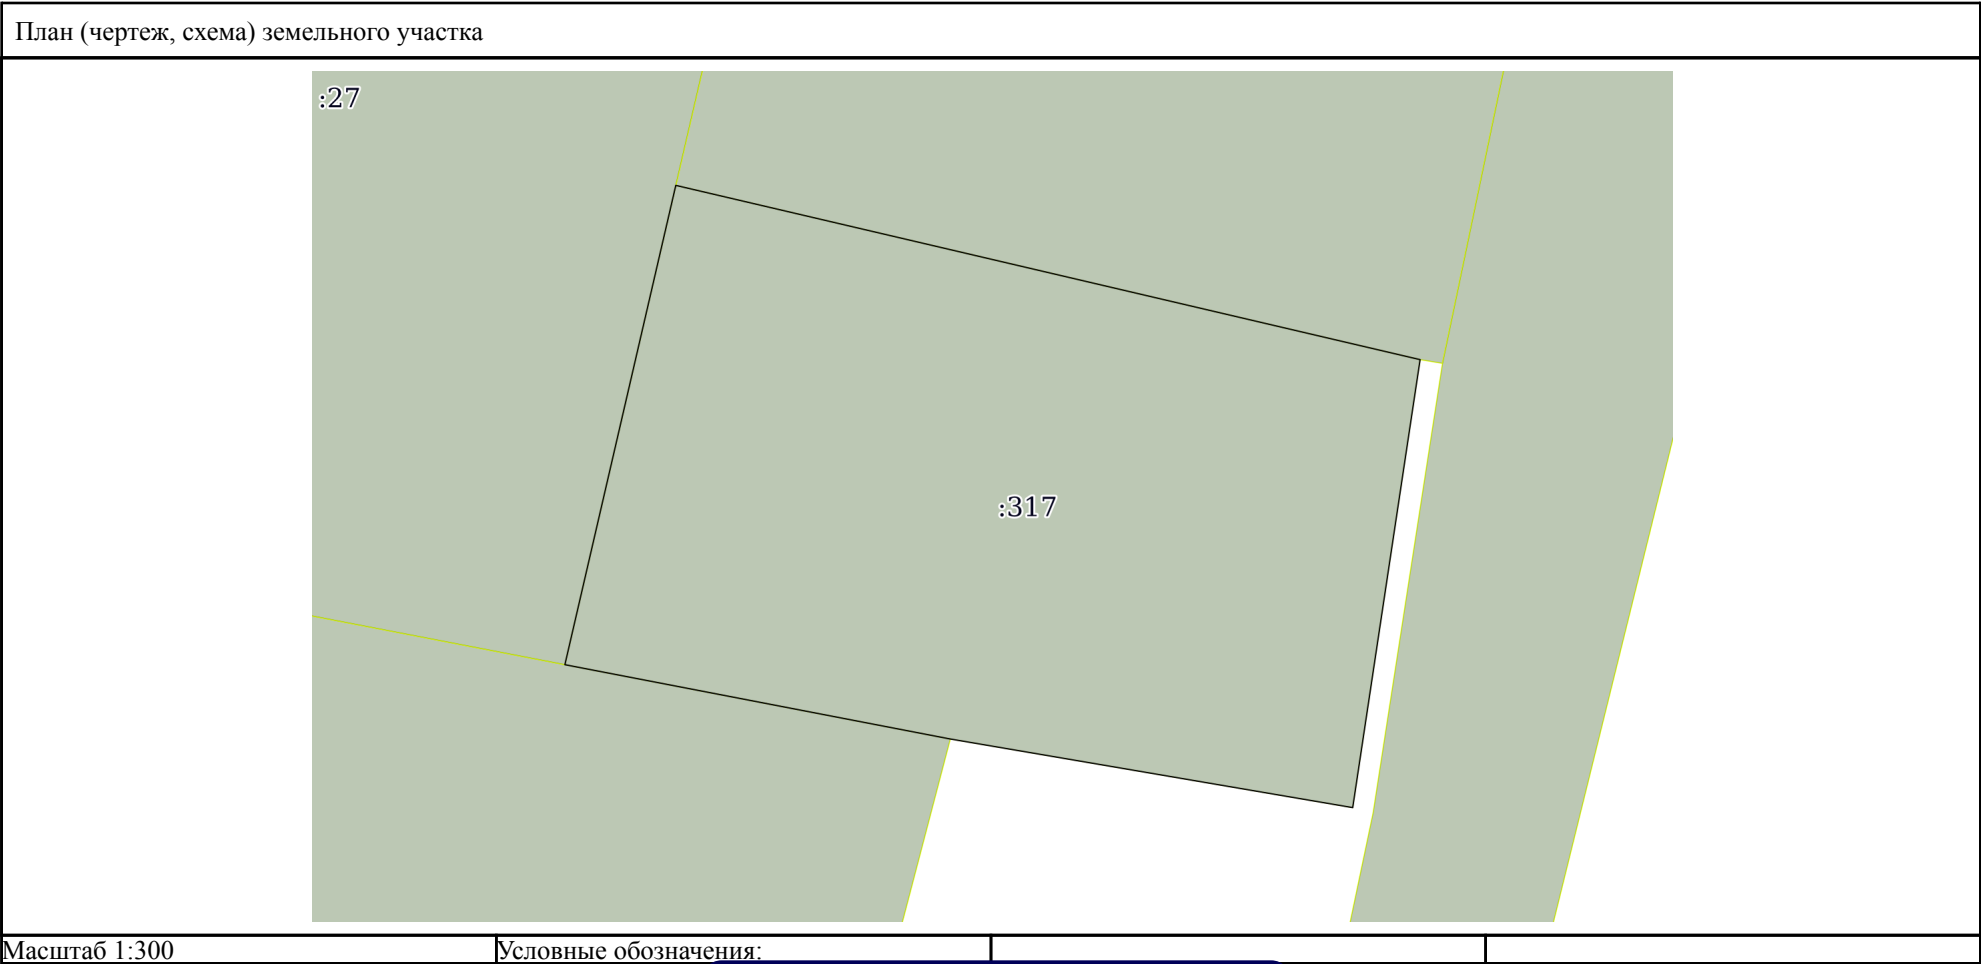 План (чертеж, схема) земельного участка
:27
:317
Масштаб 1:300
Условные обозначения: